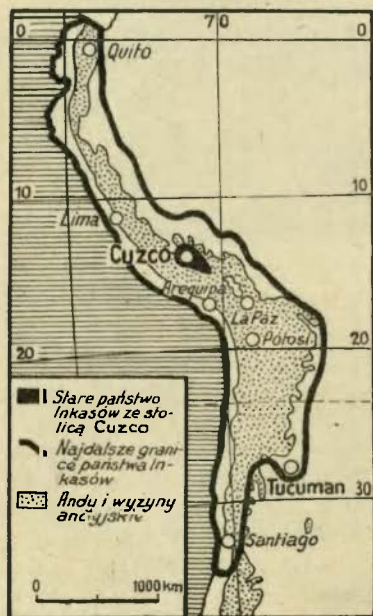 70
0
0
Quito
10
10
Lima
Cuzco
Arequipa
La Paz
Potosi
20
20
Stare państwo
Inkasów ze sto-
licą Cuzco
Najdalsze grani-
ce państwa In-
kasów
Tucuman
Andy i wyżyny
andyjskie
30
Santiago
0
1000 km